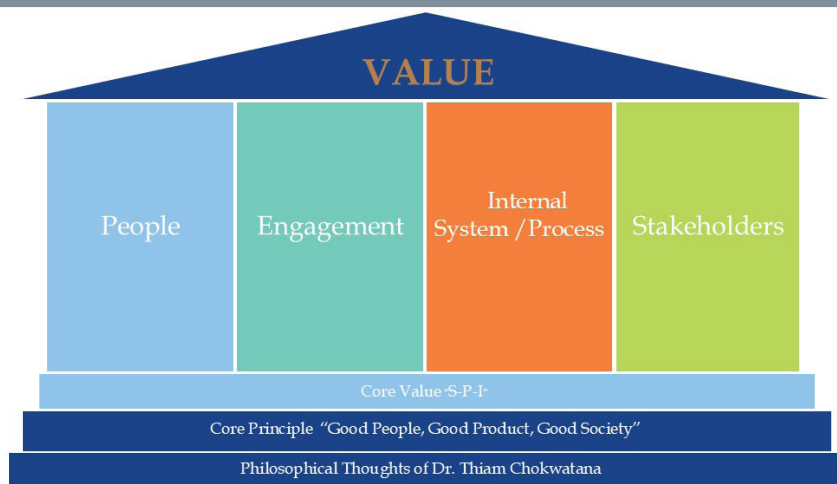 VALUE
People
Engagement
Internal
System /Process
Stakeholders
Core Value “S-P-I”
Core Principle “Good People, Good Product, Good Society”
Philosophical Thoughts of Dr. Thiam Chokwatana